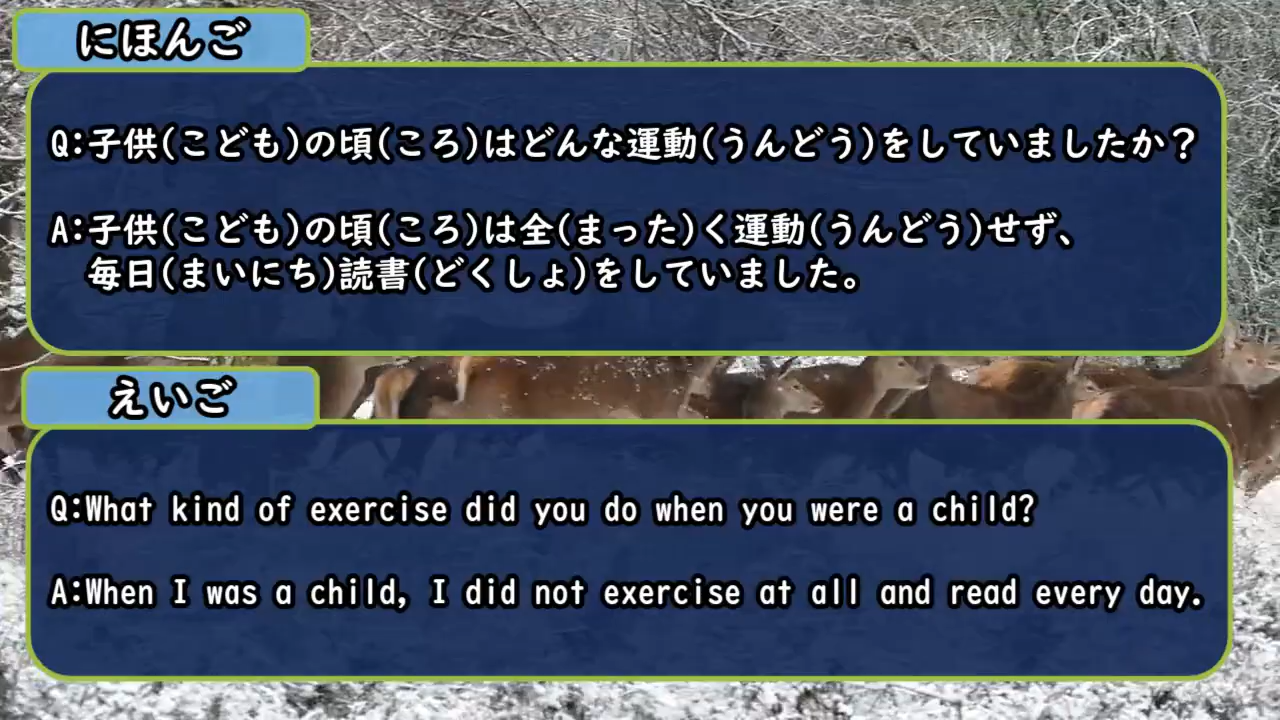 にほんご
Q:子供(こども)の頃(ころ)はどんな運動(うんどう)をしていましたか？
A:子供(こども)の頃(ころ)は全(まった)く運動(うんどう)せず、
毎日(まいにち)読書(どくしょ)をしていました。
えいご
Q:What kind of exercise did you do when you were a child?
A:When I was a child, I did not exercise at all and read every day.